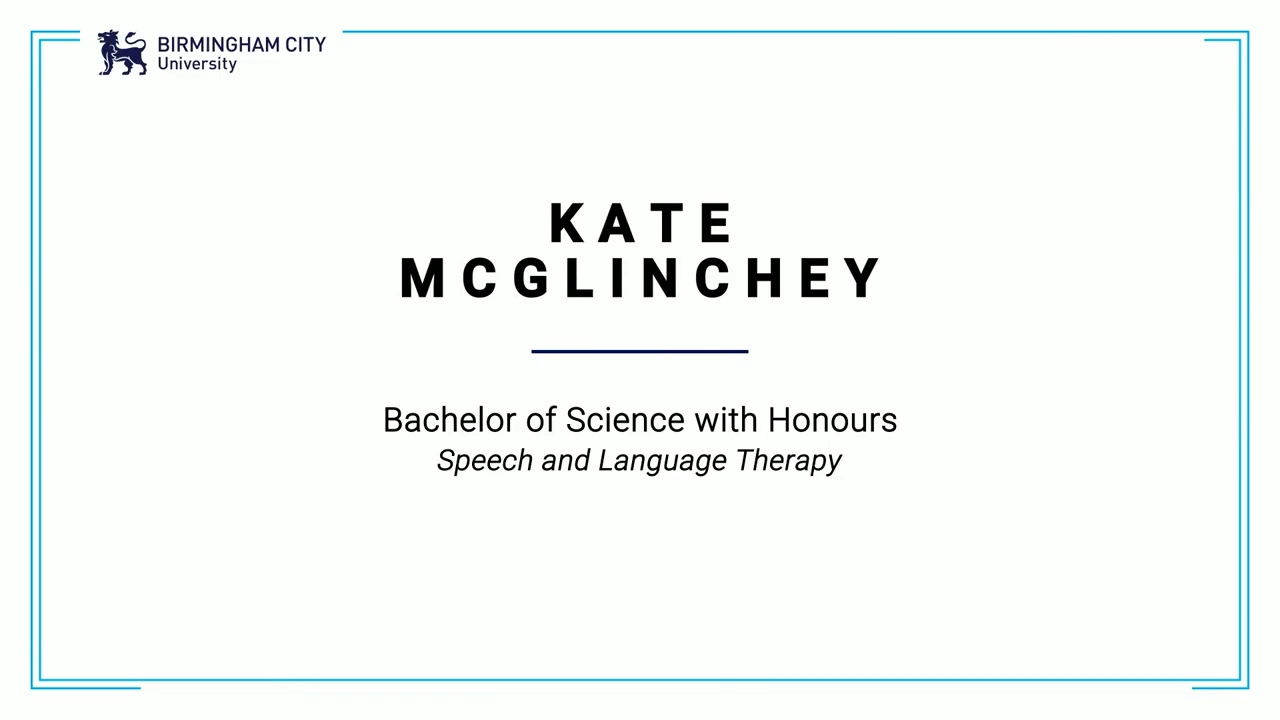 BIRMINGHAM CITY
University
KATE
MCGLINCHEY
Bachelor of Science with Honours
Speech and Language Therapy